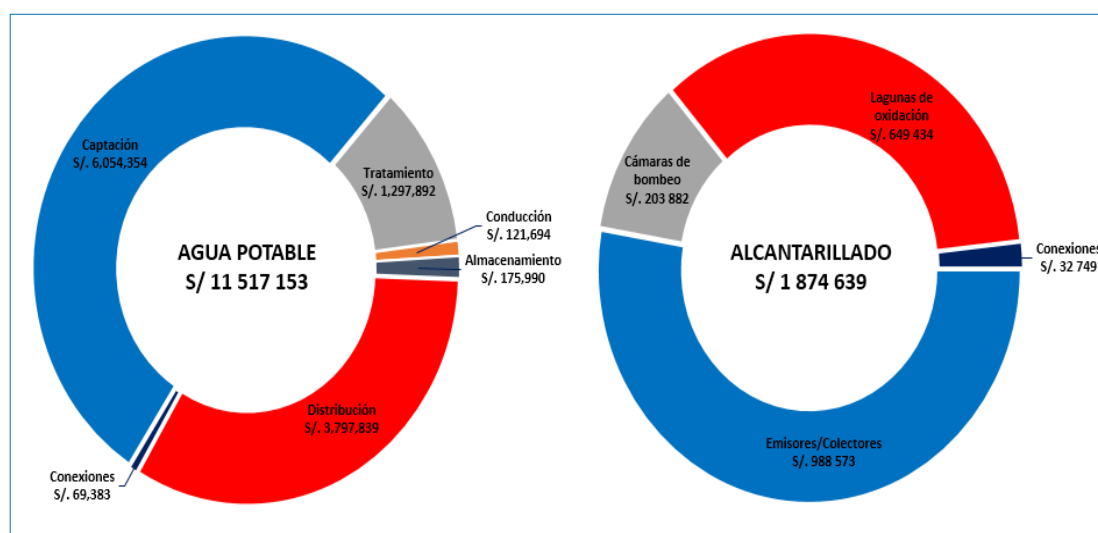 Captación
S/. 6,054,354
Tratamiento
S/. 1,297,892
Conducción
S/. 121,694
Almacenamiento
S/. 175,990
AGUA POTABLE
S/ 11 517 153
Distribución
S/. 3,797,839
Conexiones
S/. 69,383
Lagunas de
oxidación
S/. 649 434
Cámaras de
bombeo
S/. 203 882
Conexiones
S/. 32 749
ALCANTARILLADO
S/ 1 874 639
Emisores/Colectores
S/. 988 573